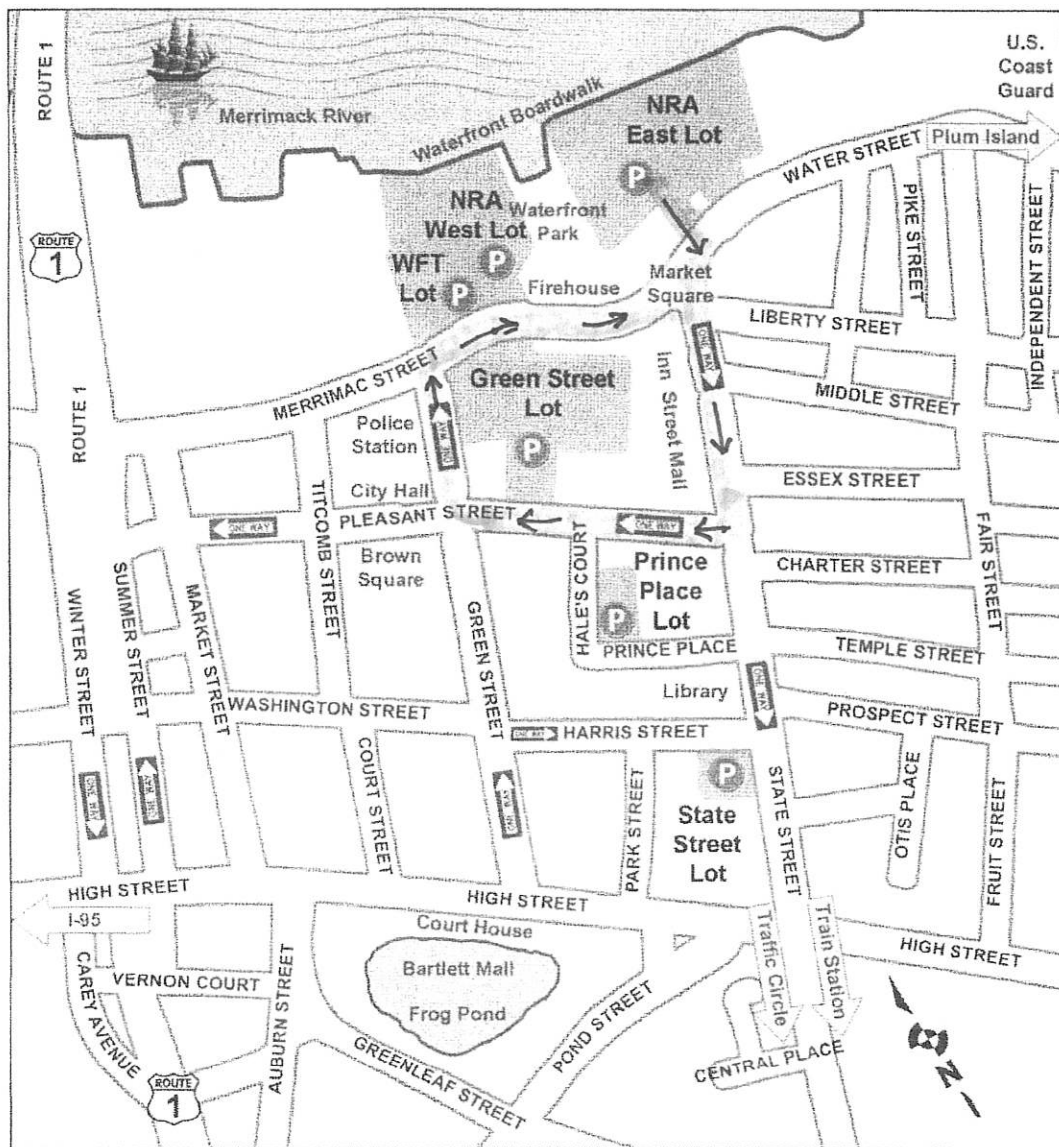 ROUTE 1
Merrimack River
Waterfront Boardwalk
NRA
East Lot
P
U.S.
Coast
Guard
Plum Island
WATER STREET
PIKE STREET
INDEPENDENT STREET
ROUTE
1
NRA
West Lot
P
Waterfront
Park
WFT
Lot
P
Firehouse
Market
Square
LIBERTY STREET
ONE WAY
MIDDLE STREET
MERRIMAC STREET
Green Street
Lot
P
Inn Street Mall
ROUTE 1
Police
Station
ONE WAY
City Hall
ESSEX STREET
PLEASANT STREET
ONE WAY
ONE WAY
TITCOMB STREET
Brown
Square
HALE'S COURT
Prince
Place
Lot
P
CHARTER STREET
FAIR STREET
WINTER STREET
SUMMER STREET
MARKET STREET
GREEN STREET
PRINCE PLACE
TEMPLE STREET
Library
ONE WAY
WASHINGTON STREET
PROSPECT STREET
ONE WAY
HARRIS STREET
COURT STREET
ONE WAY
ONE WAY
ONE WAY
PARK STREET
P
State
Street
Lot
STATE STREET
OTIS PLACE
FRUIT STREET
HIGH STREET
HIGH STREET
HIGH STREET
I-95
Court House
Traffic Circle
Train Station
CAREY AVENUE
VERNON COURT
AUBURN STREET
Bartlett Mall
Frog Pond
GREENLEAF STREET
POND STREET
CENTRAL PLACE
ROUTE
1
N